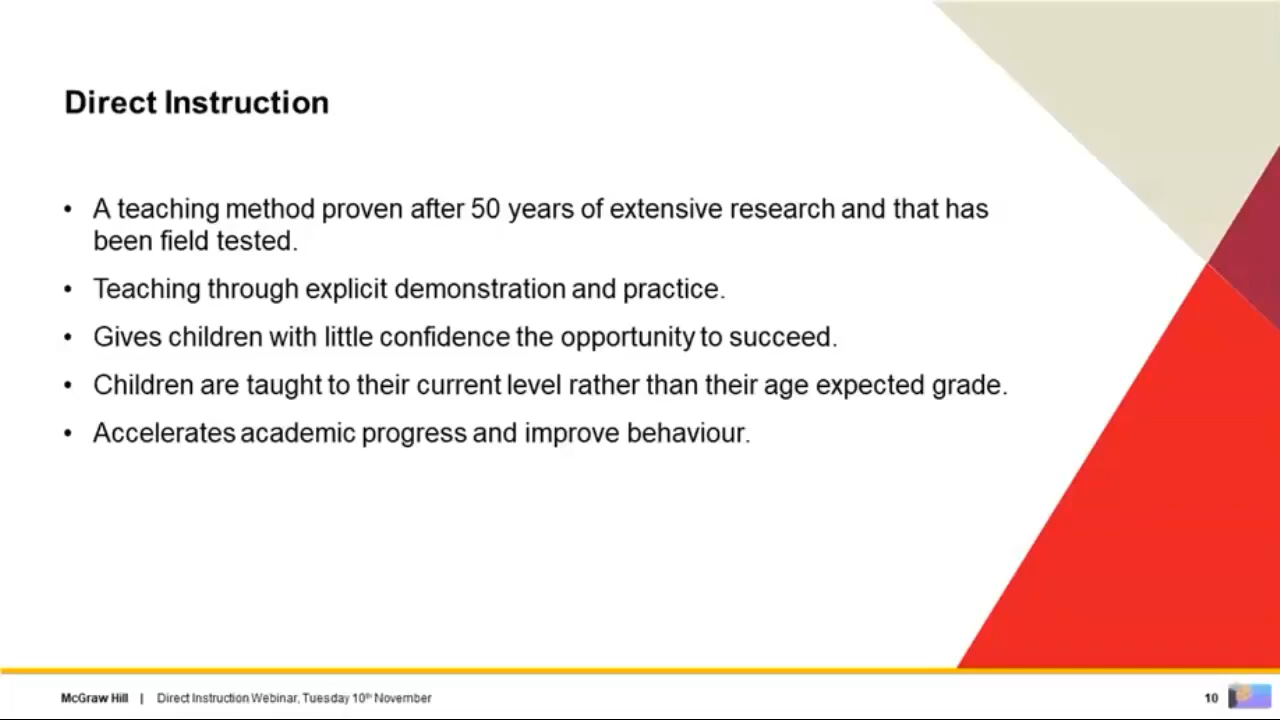 Direct Instruction
• A teaching method proven after 50 years of extensive research and that has
been field tested.
• Teaching through explicit demonstration and practice.
• Gives children with little confidence the opportunity to succeed.
• Children are taught to their current level rather than their age expected grade.
• Accelerates academic progress and improve behaviour.
McGraw Hill | Direct Instruction Webinar, Tuesday 10th November 10